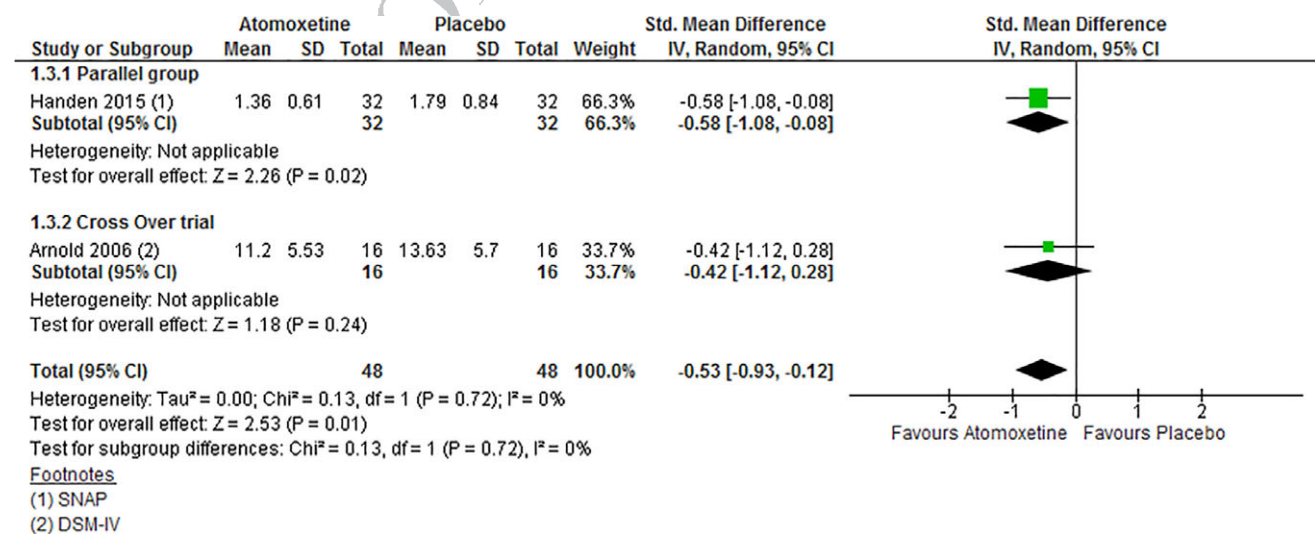 Atomoxetine Placebo Std. Mean Difference Std. Mean Difference
Study or Subgroup Mean SD Total Mean SD Total Weight IV, Random, 95% CI IV, Random, 95% CI
1.3.1 Parallel group
Handen 2015 (1) 1.36 0.61 32 1.79 0.84 32 66.3% -0.58 [-1.08, -0.08]
Subtotal (95% CI) 32 32 66.3% -0.58 [-1.08, -0.08]
Heterogeneity: Not applicable
Test for overall effect: Z = 2.26 (P = 0.02)
1.3.2 Cross Over trial
Arnold 2006 (2) 11.2 5.53 16 13.63 5.7 16 33.7% -0.42 [-1.12, 0.28]
Subtotal (95% CI) 16 16 33.7% -0.42 [-1.12, 0.28]
Heterogeneity: Not applicable
Test for overall effect: Z = 1.18 (P = 0.24)
Total (95% CI) 48 48 100.0% -0.53 [-0.93, -0.12]
Heterogeneity: Tau² = 0.00; Chi² = 0.13, df = 1 (P = 0.72); I² = 0%
Test for overall effect: Z = 2.53 (P = 0.01)
Test for subgroup differences: Chi² = 0.13, df = 1 (P = 0.72), I² = 0%
-2 -1 0 1 2
Favours Atomoxetine Favours Placebo
Footnotes
(1) SNAP
(2) DSM-IV